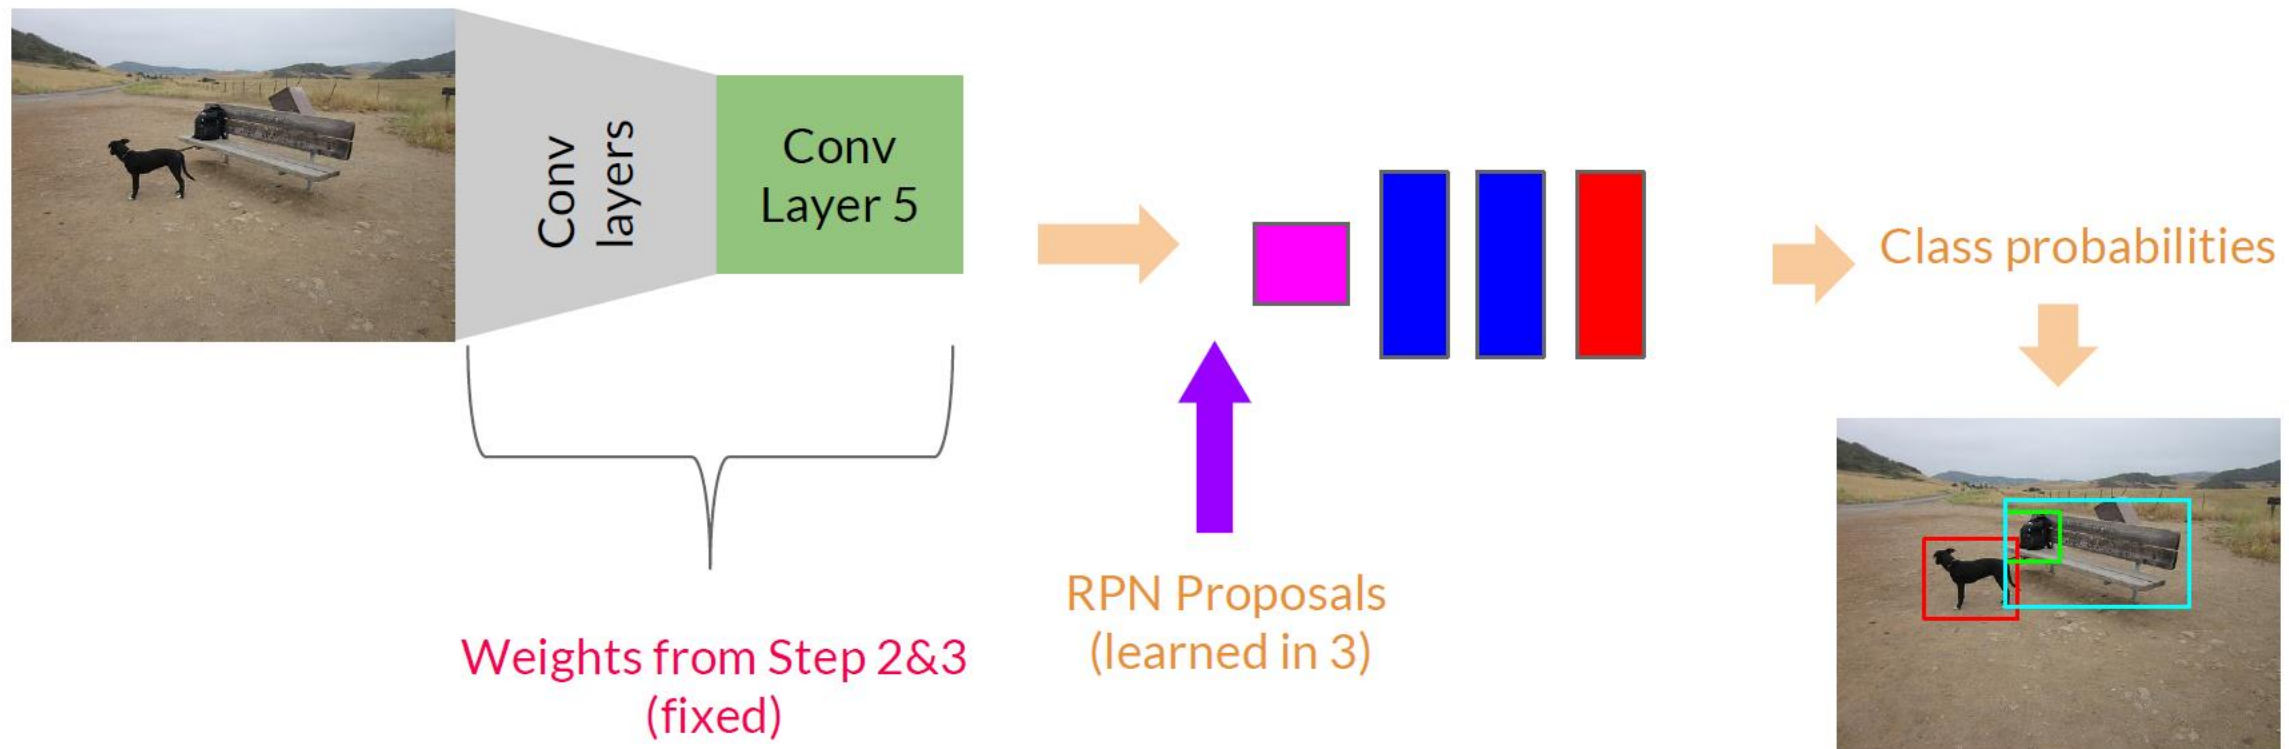 Conv
layers
Conv
Layer 5
Class probabilities
RPN Proposals
(learned in 3)
Weights from Step 2&3
(fixed)